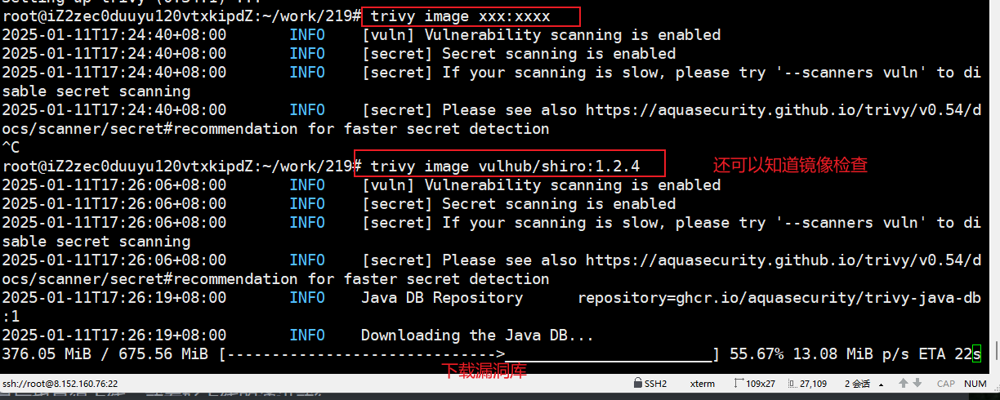 Setting up trivy (0.54.1) ...
root@iZ2zec0duuyu120vtxkipdZ:~/work/219# trivy image xxx:xxxx
2025-01-11T17:24:40+08:00 INFO [vuln] Vulnerability scanning is enabled
2025-01-11T17:24:40+08:00 INFO [secret] Secret scanning is enabled
2025-01-11T17:24:40+08:00 INFO [secret] If your scanning is slow, please try '--scanners vuln' to di
sable secret scanning
2025-01-11T17:24:40+08:00 INFO [secret] Please see also https://aquasecurity.github.io/trivy/v0.54/d
ocs/scanner/secret#recommendation for faster secret detection
^C
root@iZ2zec0duuyu120vtxkipdZ:~/work/219# trivy image vulhub/shiro:1.2.4 还可以知道镜像检查
2025-01-11T17:26:06+08:00 INFO [vuln] Vulnerability scanning is enabled
2025-01-11T17:26:06+08:00 INFO [secret] Secret scanning is enabled
2025-01-11T17:26:06+08:00 INFO [secret] If your scanning is slow, please try '--scanners vuln' to di
sable secret scanning
2025-01-11T17:26:06+08:00 INFO [secret] Please see also https://aquasecurity.github.io/trivy/v0.54/d
ocs/scanner/secret#recommendation for faster secret detection
2025-01-11T17:26:19+08:00 INFO Java DB Repository repository=ghcr.io/aquasecurity/trivy-java-db
:1
2025-01-11T17:26:19+08:00 INFO Downloading the Java DB...
376.05 MiB / 675.56 MiB [------------------------------->_______________________] 55.67% 13.08 MiB p/s ETA 22s
下载漏洞库
ssh://root@8.152.160.76:22 SSH2 xterm 109x27 27,109 2 会话 CAP NUM